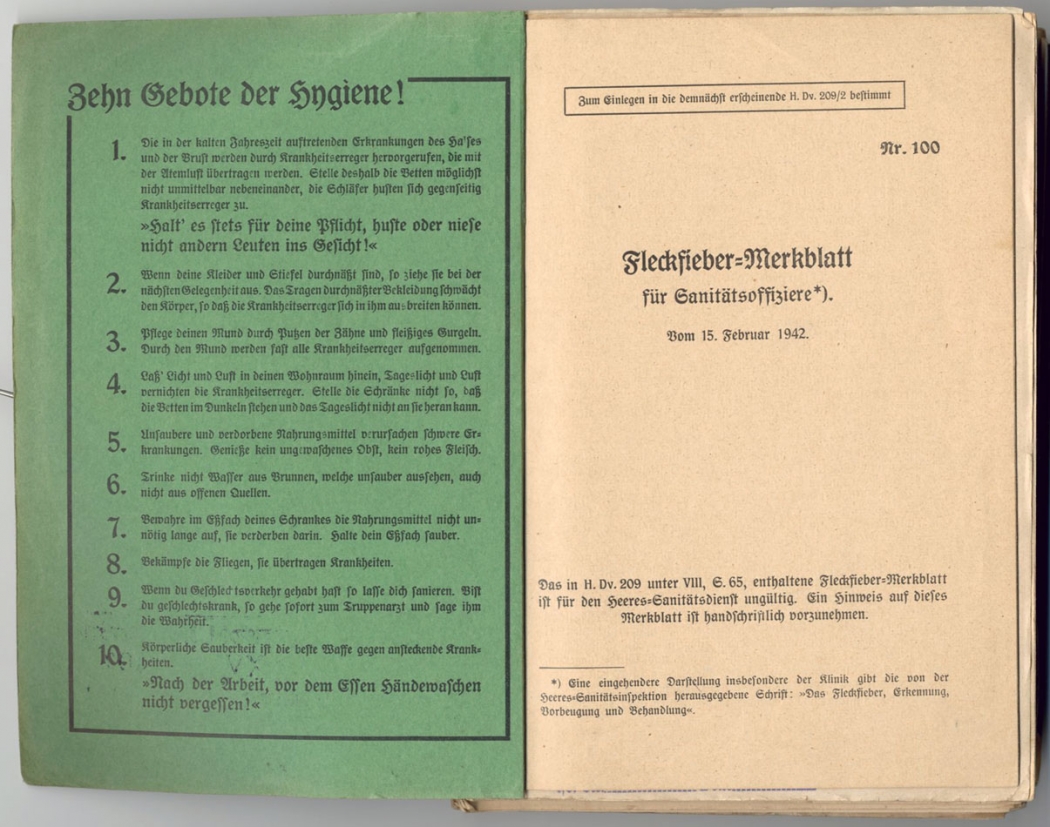 Zehn Gebote der Hygiene!
1. Die in der kalten Jahreszeit auftretenden Erkrankungen des Halses
und der Brust werden durch Krankheitserreger hervorgerufen, die mit
der Atemluft übertragen werden. Stelle deshalb die Betten möglichst
nicht unmittelbar nebeneinander, die Schläfer husten sich gegenseitig
Krankheitserreger zu.
»Halt' es stets für deine Pflicht, huste oder niese
nicht andern Leuten ins Gesicht!«
2. Wenn deine Kleider und Stiefel durchnäßt sind, so ziehe sie bei der
nächsten Gelegenheit aus. Das Tragen durchnäßter Bekleidung schwächt
den Körper, so daß die Krankheitserreger sich in ihm ausbreiten können.
3. Pflege deinen Mund durch Putzen der Zähne und fleißiges Gurgeln.
Durch den Mund werden fast alle Krankheitserreger aufgenommen.
4. Laß' Licht und Luft in deinen Wohnraum hinein, Tageslicht und Luft
vernichten die Krankheitserreger. Stelle die Schränke nicht so, daß
die Betten im Dunkeln stehen und das Tageslicht nicht an sie heran kann.
5. Unsaubere und verdorbene Nahrungsmittel verursachen schwere Er-
krankungen. Genieße kein ungewaschenes Obst, kein rohes Fleisch.
6. Trinke nicht Wasser aus Brunnen, welche unsauber aussehen, auch
nicht aus offenen Quellen.
7. Bewahre im Eßfach deines Schrankes die Nahrungsmittel nicht un-
nötig lange auf, sie verderben darin. Halte dein Eßfach sauber.
8. Bekämpfe die Fliegen, sie übertragen Krankheiten.
9. Wenn du Geschlechtsverkehr gehabt hast so lasse dich sanieren. Bist
du geschlechtskrank, so gehe sofort zum Truppenarzt und sage ihm
die Wahrheit.
10. Körperliche Sauberkeit ist die beste Waffe gegen ansteckende Krank-
heiten.
»Nach der Arbeit, vor dem Essen Händewaschen
nicht vergessen!«
Zum Einlegen in die demnächst erscheinende H. Dv. 209/2 bestimmt
Nr. 100
Fleckfieber-Merkblatt
für Sanitätsoffiziere*).
Vom 15. Februar 1942.
Das in H. Dv. 209 unter VIII, S. 65, enthaltene Fleckfieber-Merkblatt
ist für den Heeres-Sanitätsdienst ungültig. Ein Hinweis auf dieses
Merkblatt ist handschriftlich vorzunehmen.
*) Eine eingehendere Darstellung insbesondere der Klinik gibt die von der
Heeres-Sanitätsinspektion herausgegebene Schrift: »Das Fleckfieber, Erkennung,
Vorbeugung und Behandlung«.